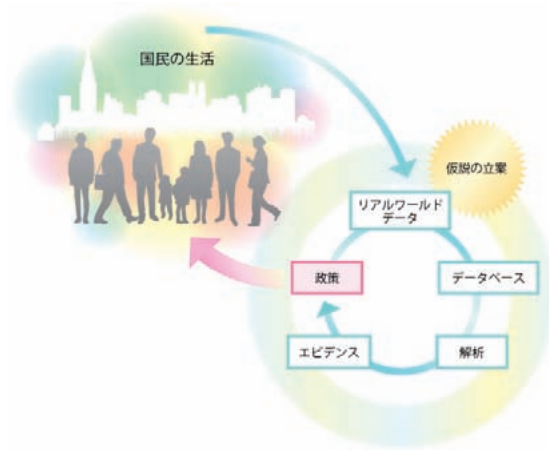 国民の生活
仮説の立案
リアルワールド
データ
政策
データベース
エビデンス
解析